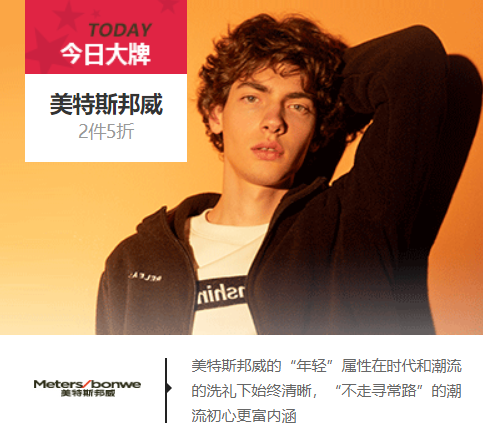 TODAY
今日大牌
美特斯邦威
2件5折
Meters/bonwe
美特斯邦威
美特斯邦威的“年轻”属性在时代和潮流
的洗礼下始终清晰，“不走寻常路”的潮
流初心更富内涵